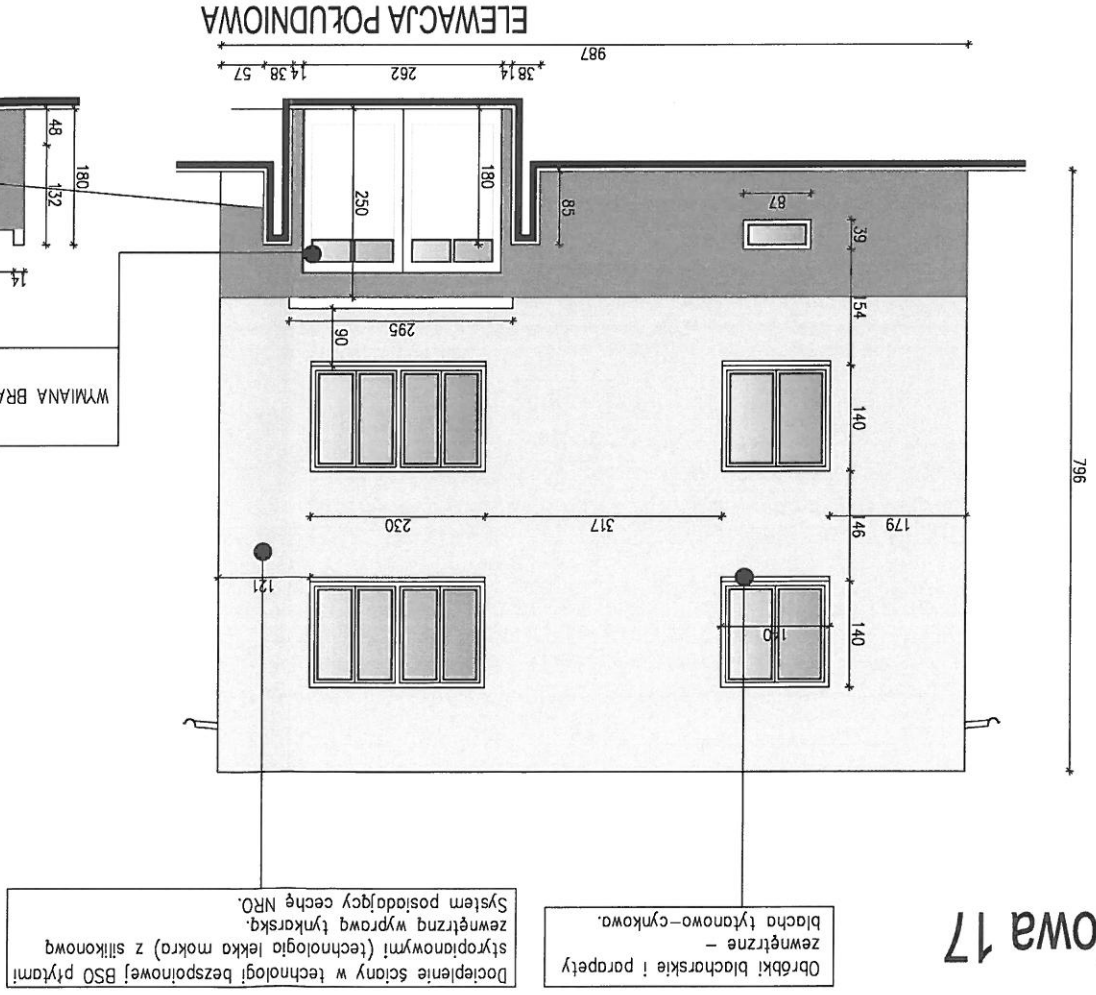 owa 17
Obróbki blacharskie i parapety
zewnętrzne –
blacha tytanowo–cynkowa.
Docieplenie ściany w technologi bezspoinowej BSO płytami
styropianowymi (technologia lekka mokra) z silikonową
zewnętrzną wyprawą tynkarską.
System posiadający cechę NRO.
140
140
121
179
317
230
146
140
796
90
295
154
WYMIANA BRA
39
87
85
180
250
14
132
180
48
38
14
262
14
38
57
987
ELEWACJA POŁUDNIOWA